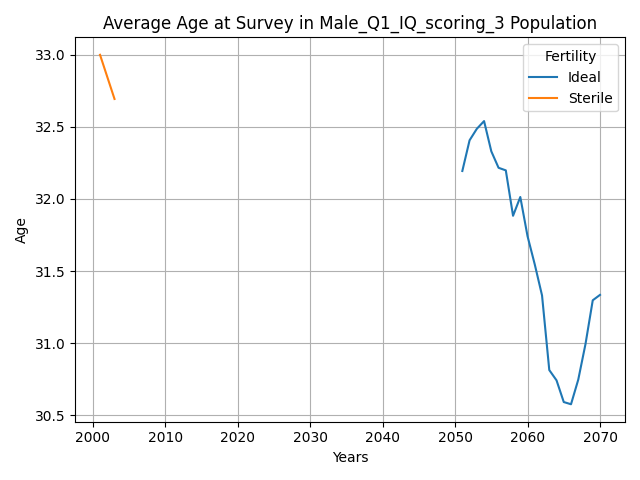 Average Age at Survey in Male_Q1_IQ_scoring_3 Population
Fertility
Ideal
Sterile
33.0
32.5
32.0
31.5
31.0
30.5
Age
2000 2010 2020 2030 2040 2050 2060 2070
Years